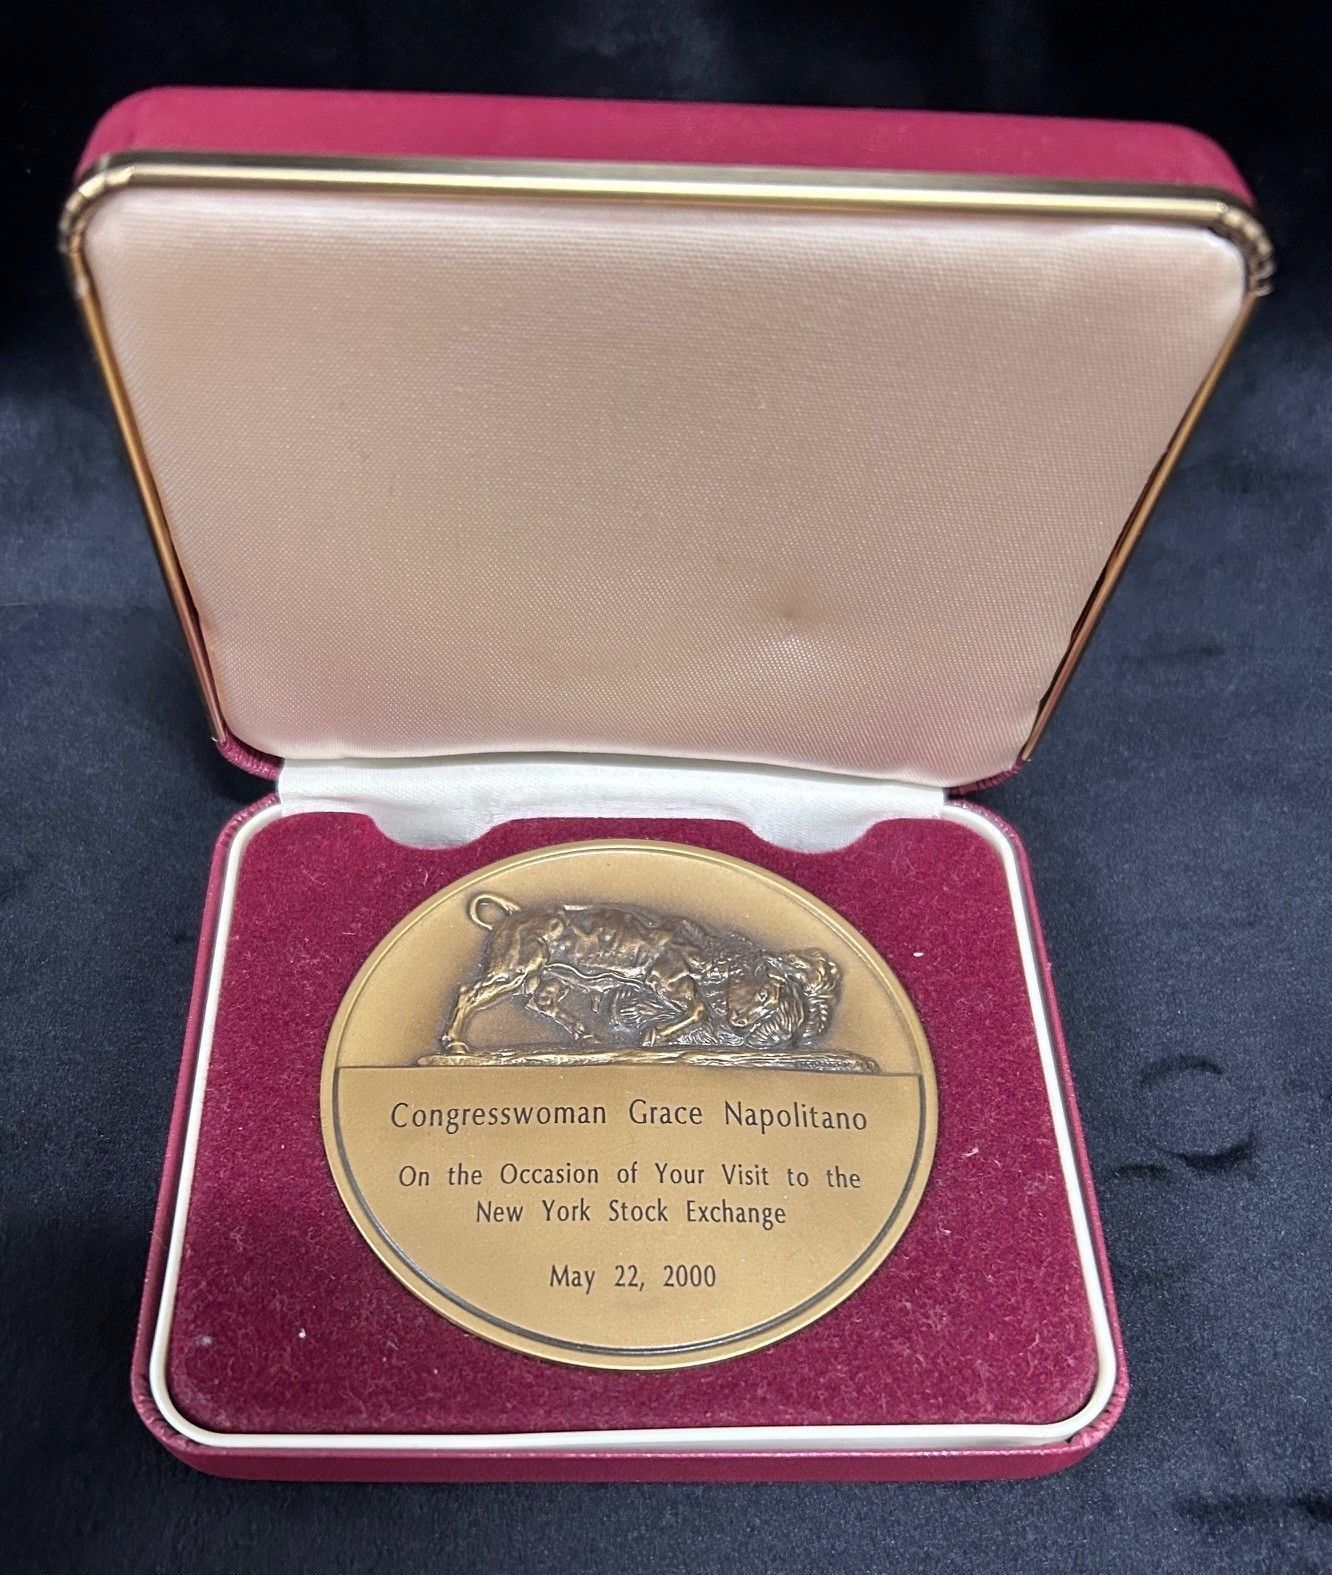 Congresswoman Grace Napolitano
On the Occasion of Your Visit to the
New York Stock Exchange
May 22, 2000